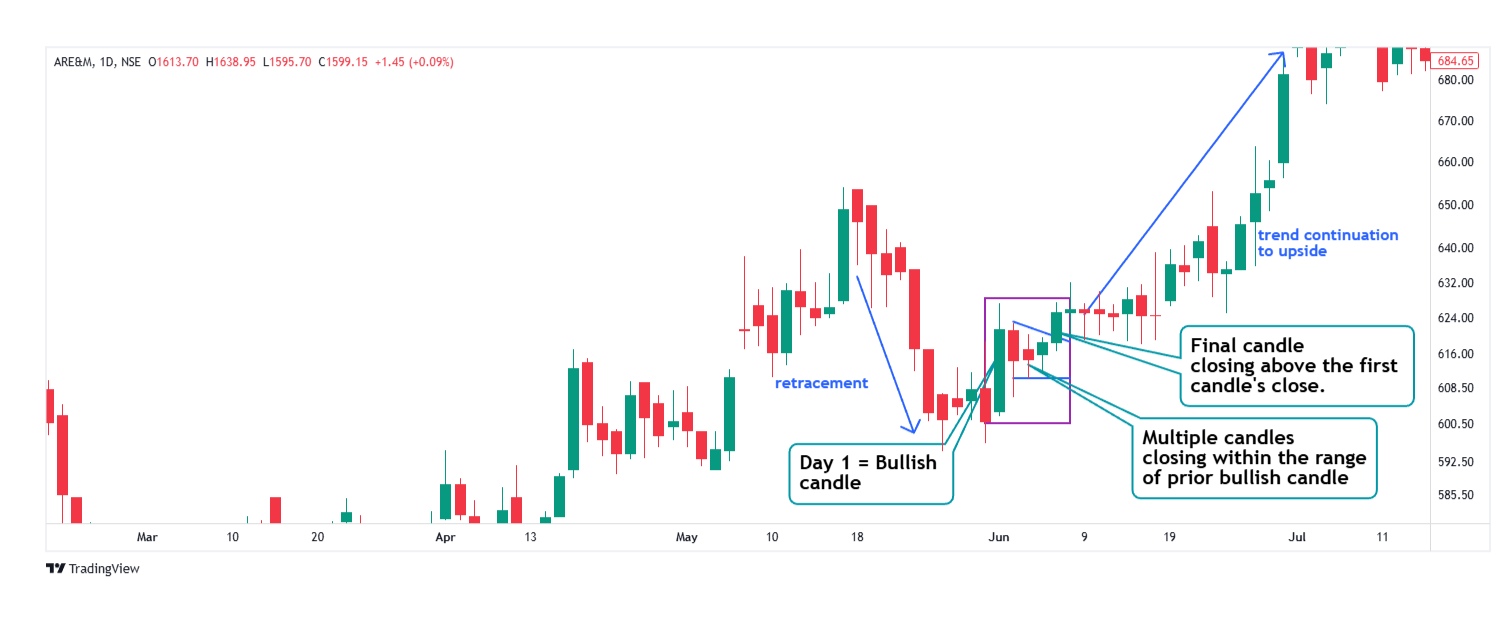 ARE&M, 1D, NSE O1613.70 H1638.95 L1595.70 C1599.15 +1.45 (+0.09%)
684.65
680.00
670.00
660.00
650.00
640.00
632.00
624.00
616.00
608.50
600.50
592.50
585.50
trend continuation
to upside
retracement
Final candle
closing above the first
candle's close.
Multiple candles
closing within the range
of prior bullish candle
Day 1 = Bullish
candle
Mar 10 20 Apr 13 May 10 18 Jun 9 19 Jul 11
TradingView